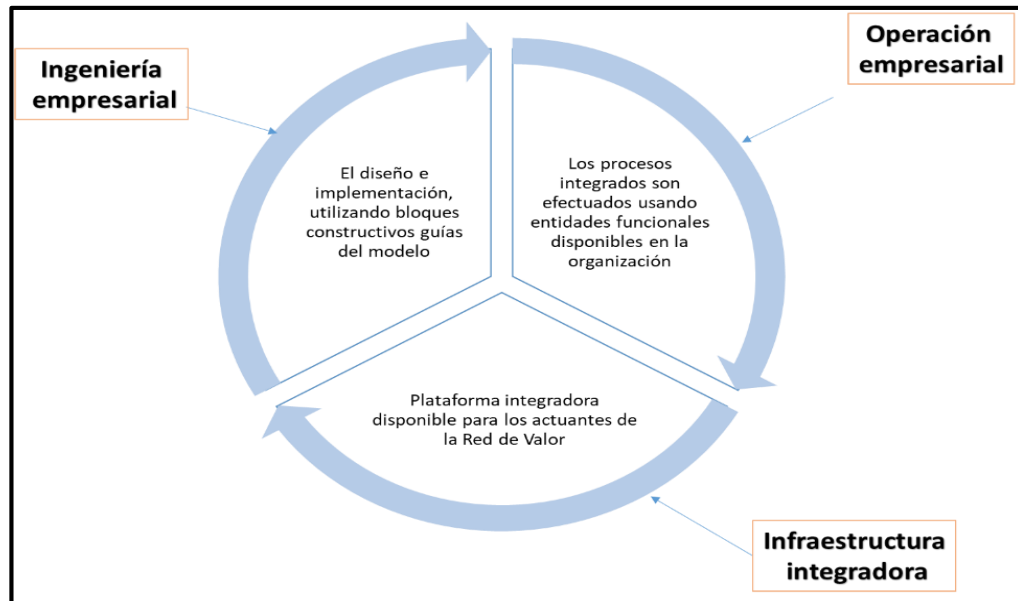 Ingeniería
empresarial
El diseño e
implementación,
utilizando bloques
constructivos guías
del modelo
Operación
empresarial
Los procesos
integrados son
efectuados usando
entidades funcionales
disponibles en la
organización
Plataforma integradora
disponible para los actuantes de
la Red de Valor
Infraestructura
integradora